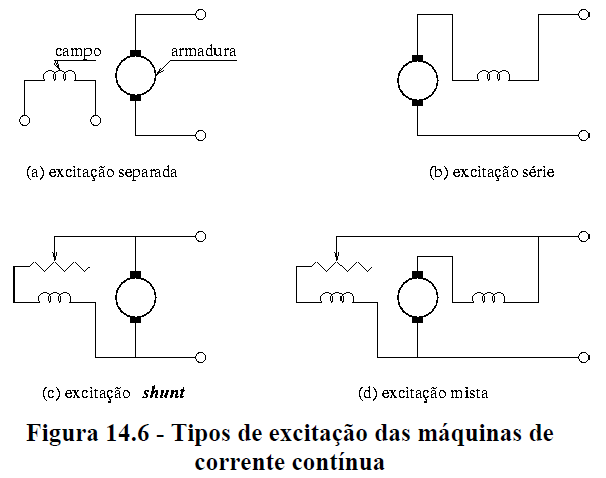 campo
armadura
(a) excitação separada
(b) excitação série
(c) excitação shunt
(d) excitação mista
Figura 14.6 - Tipos de excitação das máquinas de
corrente contínua